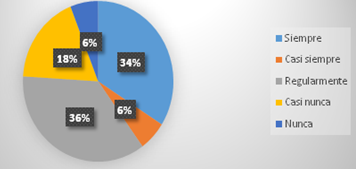 6%
34%
18%
36%
6%
Siempre
Casi siempre
Regularmente
Casi nunca
Nunca